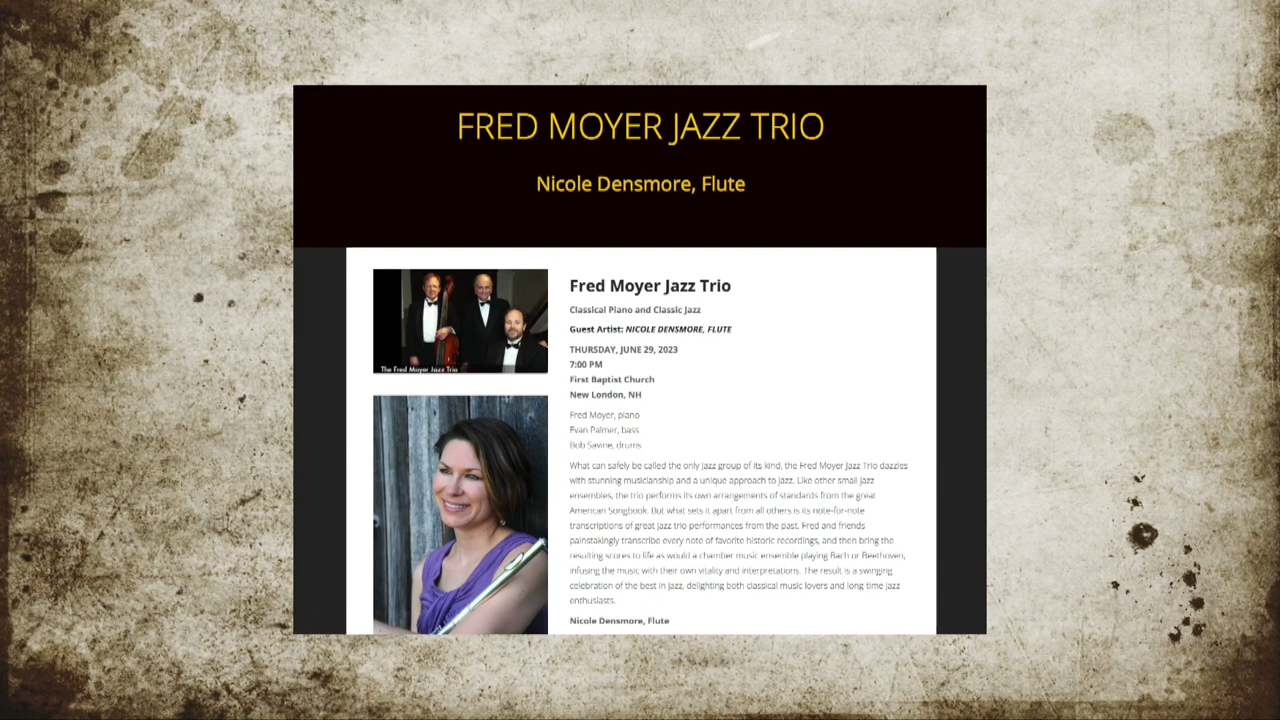 FRED MOYER JAZZ TRIO
Nicole Densmore, Flute
The Fred Moyer Jazz Trio
Fred Moyer Jazz Trio
Classical Piano and Classic Jazz
Guest Artist: NICOLE DENSMORE, FLUTE
THURSDAY, JUNE 29, 2023
7:00 PM
First Baptist Church
New London, NH
Fred Moyer, piano
Evan Palmer, bass
Bob Savine, drums
What can safely be called the only jazz group of its kind, the Fred Moyer Jazz Trio dazzles
with stunning musicianship and a unique approach to jazz. Like other small jazz
ensembles, the trio performs its own arrangements of standards from the great
American Songbook. But what sets it apart from all others is its note-for-note
transcriptions of great jazz trio performances from the past. Fred and friends
painstakingly transcribe every note of favorite historic recordings, and then bring the
resulting scores to life as would a chamber music ensemble playing Bach or Beethoven,
infusing the music with their own vitality and interpretations. The result is a swinging
celebration of the best in jazz, delighting both classical music lovers and long time jazz
enthusiasts.
Nicole Densmore, Flute